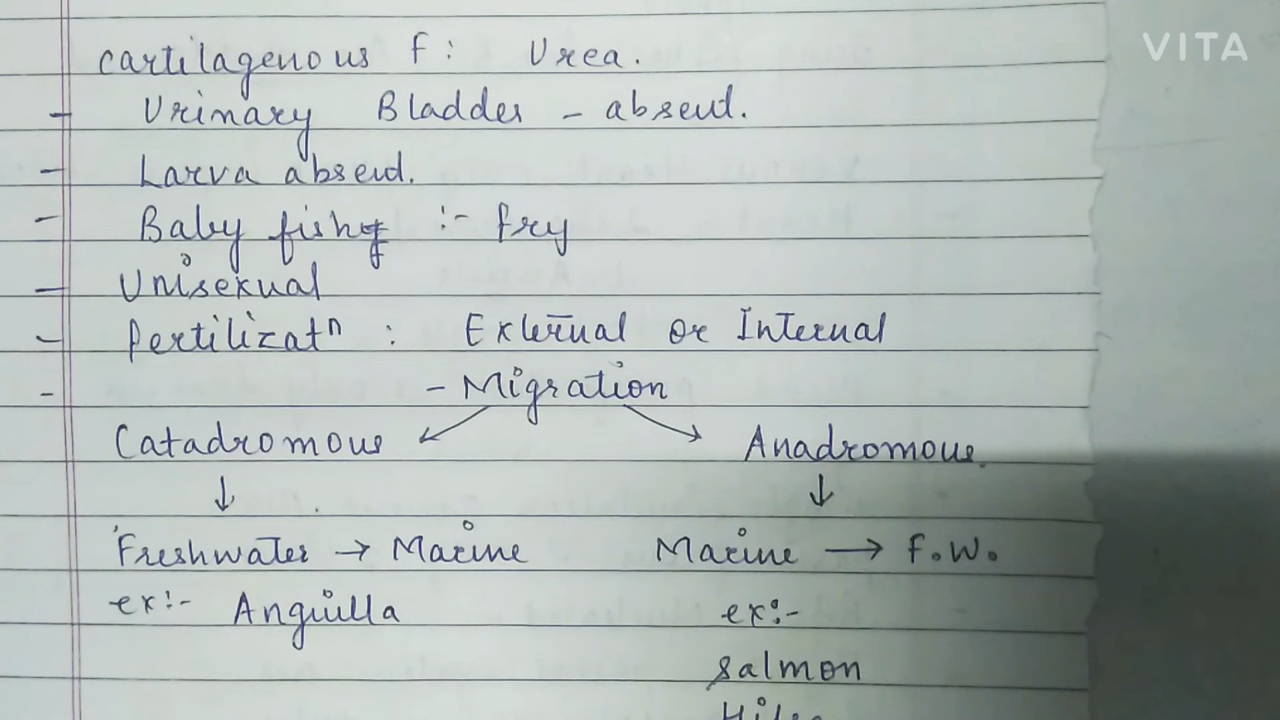 VITA
cartilagenous f : Urea.
- Urinary Bladder - absent.
- Larva absent.
- Baby fish :- fry
- Unisexual
- Fertilizatn : External or Internal
- - Migration
Catadromous Anadromous
↓ ↓
Freshwater → Marine Marine → F.W.
ex:- Anguilla ex:-
Salmon